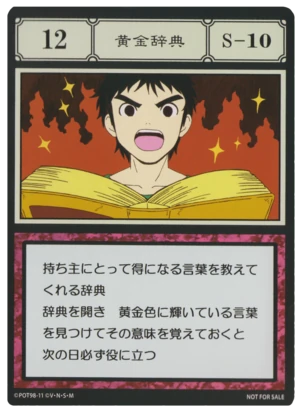 12 黄金辞典 S-10
持ち主にとって得になる言葉を教えて
くれる辞典
辞典を開き　黄金色に輝いている言葉
を見つけてその意味を覚えておくと
次の日必ず役に立つ
©POT98-11 ©V・N・S・M NOT FOR SALE